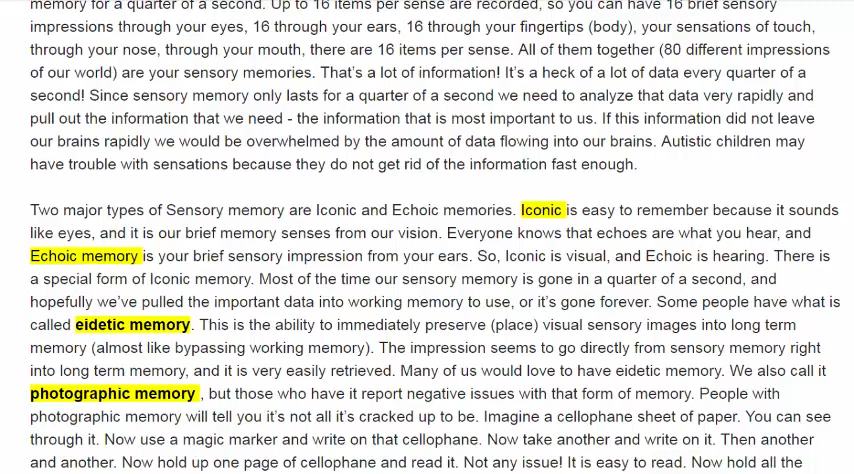 memory for a quarter of a second. Up to 16 items per sense are recorded, so you can have 16 brief sensory
impressions through your eyes, 16 through your ears, 16 through your fingertips (body), your sensations of touch,
through your nose, through your mouth, there are 16 items per sense. All of them together (80 different impressions
of our world) are your sensory memories. That's a lot of information! It's a heck of a lot of data every quarter of a
second! Since sensory memory only lasts for a quarter of a second we need to analyze that data very rapidly and
pull out the information that we need - the information that is most important to us. If this information did not leave
our brains rapidly we would be overwhelmed by the amount of data flowing into our brains. Autistic children may
have trouble with sensations because they do not get rid of the information fast enough.
Two major types of Sensory memory are Iconic and Echoic memories. Iconic is easy to remember because it sounds
like eyes, and it is our brief memory senses from our vision. Everyone knows that echoes are what you hear, and
Echoic memory is your brief sensory impression from your ears. So, Iconic is visual, and Echoic is hearing. There is
a special form of Iconic memory. Most of the time our sensory memory is gone in a quarter of a second, and
hopefully we've pulled the important data into working memory to use, or it's gone forever. Some people have what is
called eidetic memory. This is the ability to immediately preserve (place) visual sensory images into long term
memory (almost like bypassing working memory). The impression seems to go directly from sensory memory right
into long term memory, and it is very easily retrieved. Many of us would love to have eidetic memory. We also call it
photographic memory , but those who have it report negative issues with that form of memory. People with
photographic memory will tell you it's not all it's cracked up to be. Imagine a cellophane sheet of paper. You can see
through it. Now use a magic marker and write on that cellophane. Now take another and write on it. Then another
and another. Now hold up one page of cellophane and read it. Not any issue! It is easy to read. Now hold all the